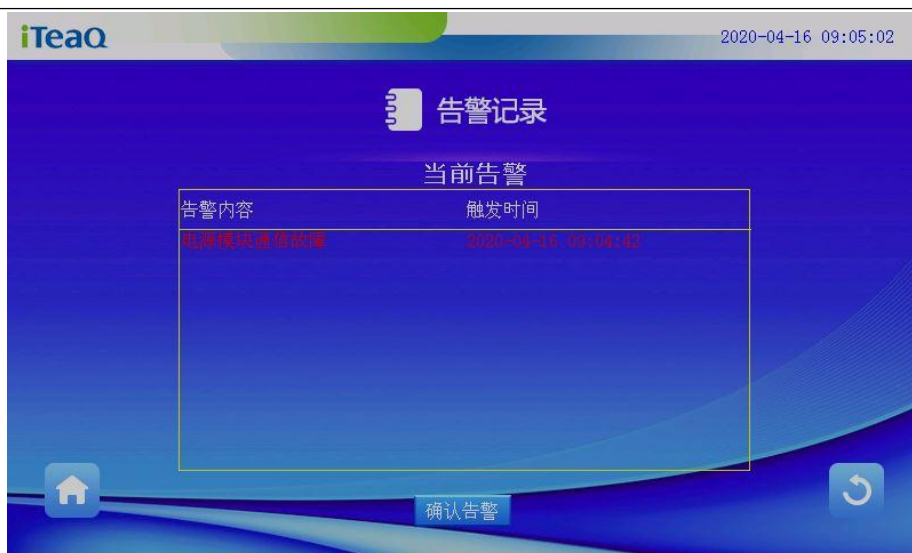 iTeaQ
2020-04-16 09:05:02
告警记录
当前告警
告警内容 触发时间
电源模块通信故障 2020-04-16 09:04:42
确认告警